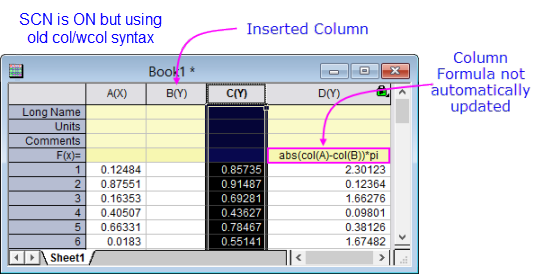 SCN is ON but using
old col/wcol syntax
Inserted Column
Column
Formula not
automatically
updated
Book1 *
A(X) B(Y) C(Y) D(Y)
Long Name
Units
Comments
F(x)= abs(col(A)-col(B))*pi
1 0.12484 0.85735 2.30123
2 0.87551 0.91487 0.12364
3 0.16353 0.69281 1.66276
4 0.40507 0.43627 0.09801
5 0.66331 0.78467 0.38126
6 0.0183 0.55141 1.67482
Sheet1